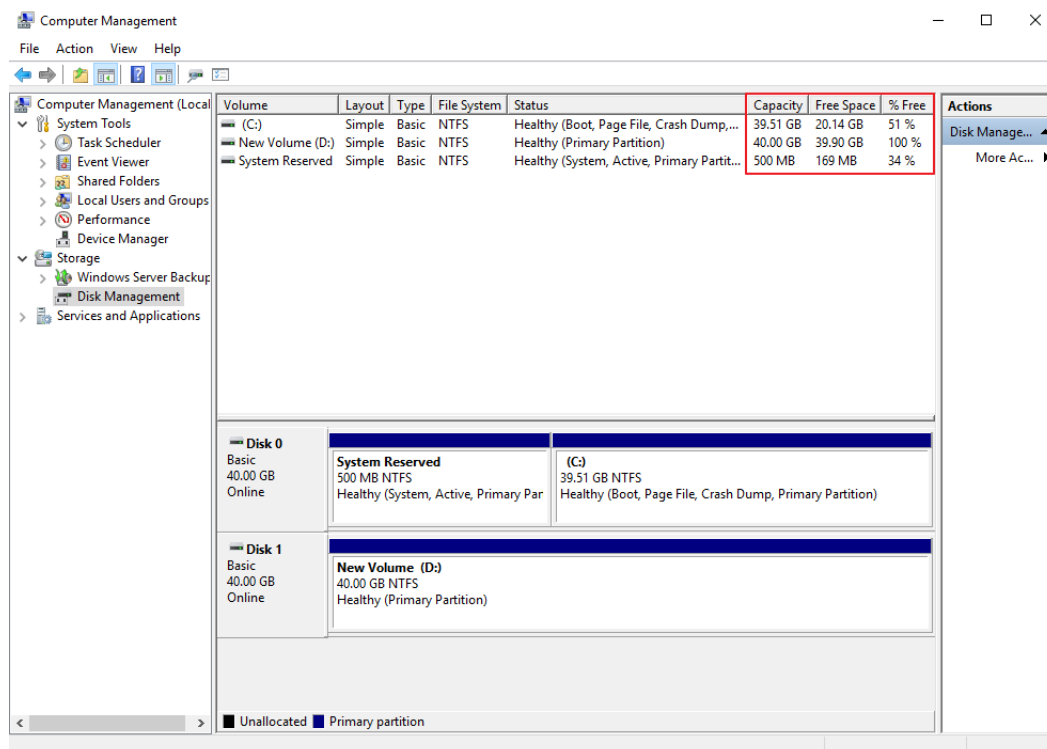 Computer Management
File Action View Help
Computer Management (Local
System Tools
Task Scheduler
Event Viewer
Shared Folders
Local Users and Groups
Performance
Device Manager
Storage
Windows Server Backup
Disk Management
Services and Applications
Volume Layout Type File System Status Capacity Free Space % Free
(C:) Simple Basic NTFS Healthy (Boot, Page File, Crash Dump,... 39.51 GB 20.14 GB 51 %
New Volume (D:) Simple Basic NTFS Healthy (Primary Partition) 40.00 GB 39.90 GB 100 %
System Reserved Simple Basic NTFS Healthy (System, Active, Primary Partit... 500 MB 169 MB 34 %
Disk 0
Basic
40.00 GB
Online
System Reserved
500 MB NTFS
Healthy (System, Active, Primary Par
(C:)
39.51 GB NTFS
Healthy (Boot, Page File, Crash Dump, Primary Partition)
Disk 1
Basic
40.00 GB
Online
New Volume (D:)
40.00 GB NTFS
Healthy (Primary Partition)
Unallocated Primary partition
Actions
Disk Manage...
More Ac...